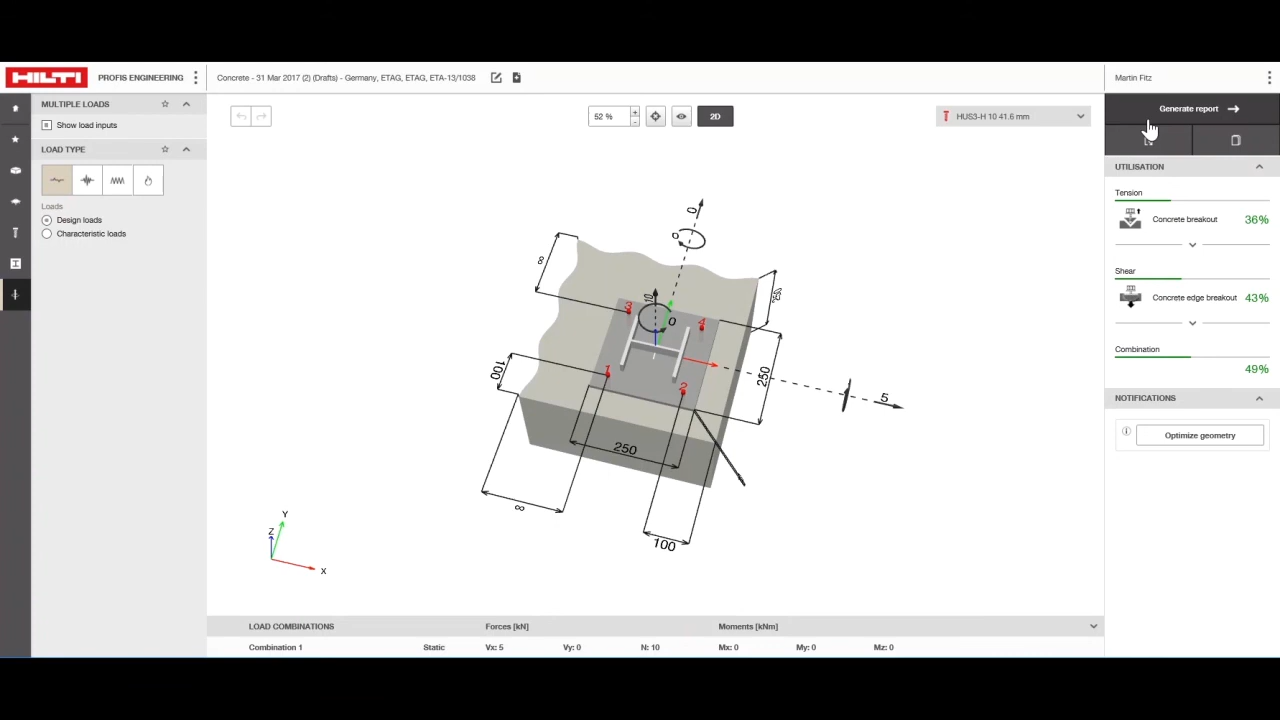 HILTI PROFIS ENGINEERING
Concrete - 31 Mar 2017 (2) (Drafts) - Germany, ETAG, ETAG, ETA-13/1038
Martin Fitz
MULTIPLE LOADS
Show load inputs
LOAD TYPE
Loads
Design loads
Characteristic loads
52 %
2D
HUS3-H 10 41.6 mm
Generate report
UTILISATION
Tension
Concrete breakout 36%
Shear
Concrete edge breakout 43%
Combination
49%
NOTIFICATIONS
Optimize geometry
0
0
∞
250
10
3
0
4
100
1
2
250
5
250
∞
100
Y
Z
X
LOAD COMBINATIONS Forces [kN] Moments [kNm]
Combination 1 Static Vx: 5 Vy: 0 N: 10 Mx: 0 My: 0 Mz: 0